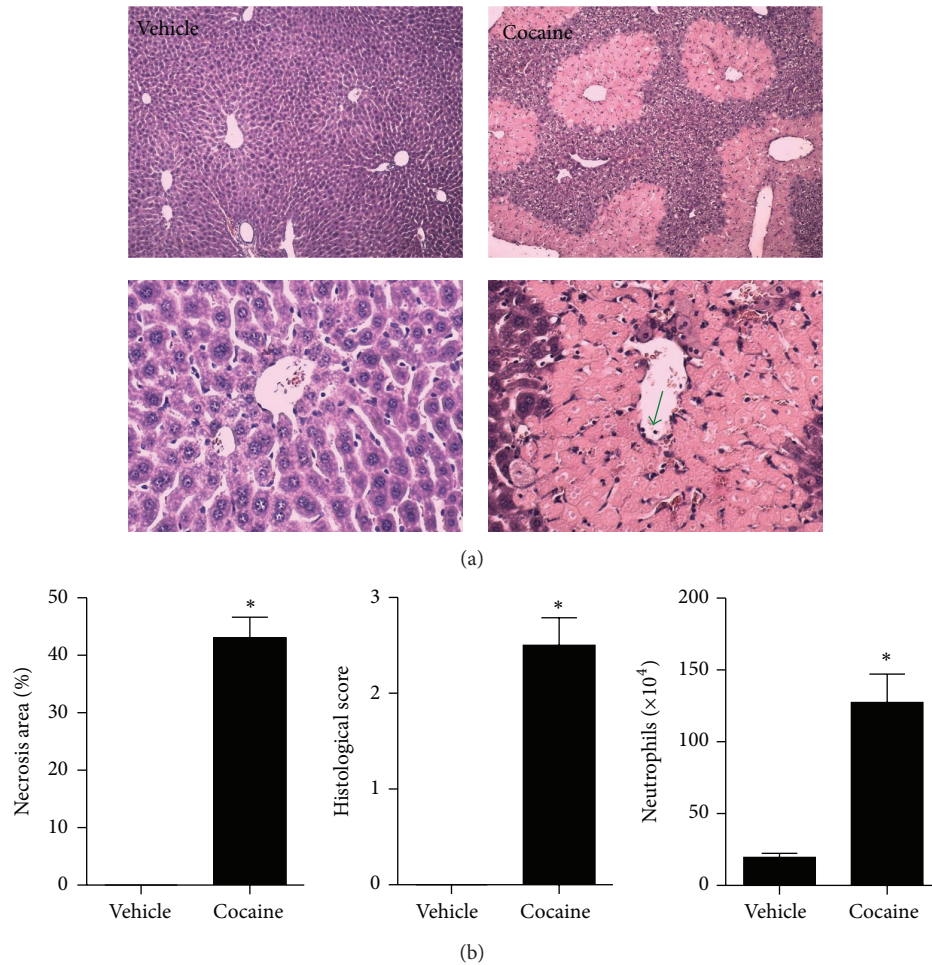 Vehicle
Cocaine
(a)
Necrosis area (%)
50
40
30
20
10
0
*
Vehicle
Cocaine
Histological score
3
2
1
0
*
Vehicle
Cocaine
Neutrophils (×10⁴)
200
150
100
50
0
*
Vehicle
Cocaine
(b)